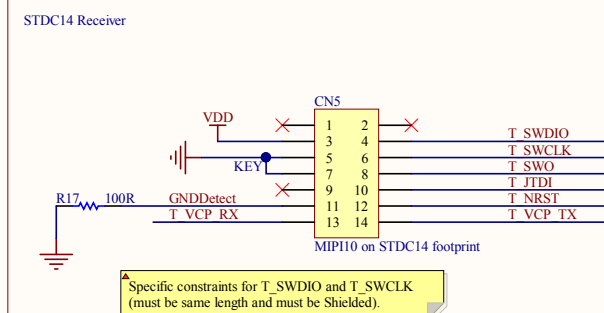 STDC14 Receiver
CN5
VDD
1 2
3 4 T_SWDIO
5 6 T_SWCLK
KEY 7 8 T_SWO
9 10 T_JTDI
R17 100R GNDDetect 11 12 T_NRST
T_VCP_RX 13 14 T_VCP_TX
MIPI10 on STDC14 footprint
Specific constraints for T_SWDIO and T_SWCLK
(must be same length and must be Shielded).